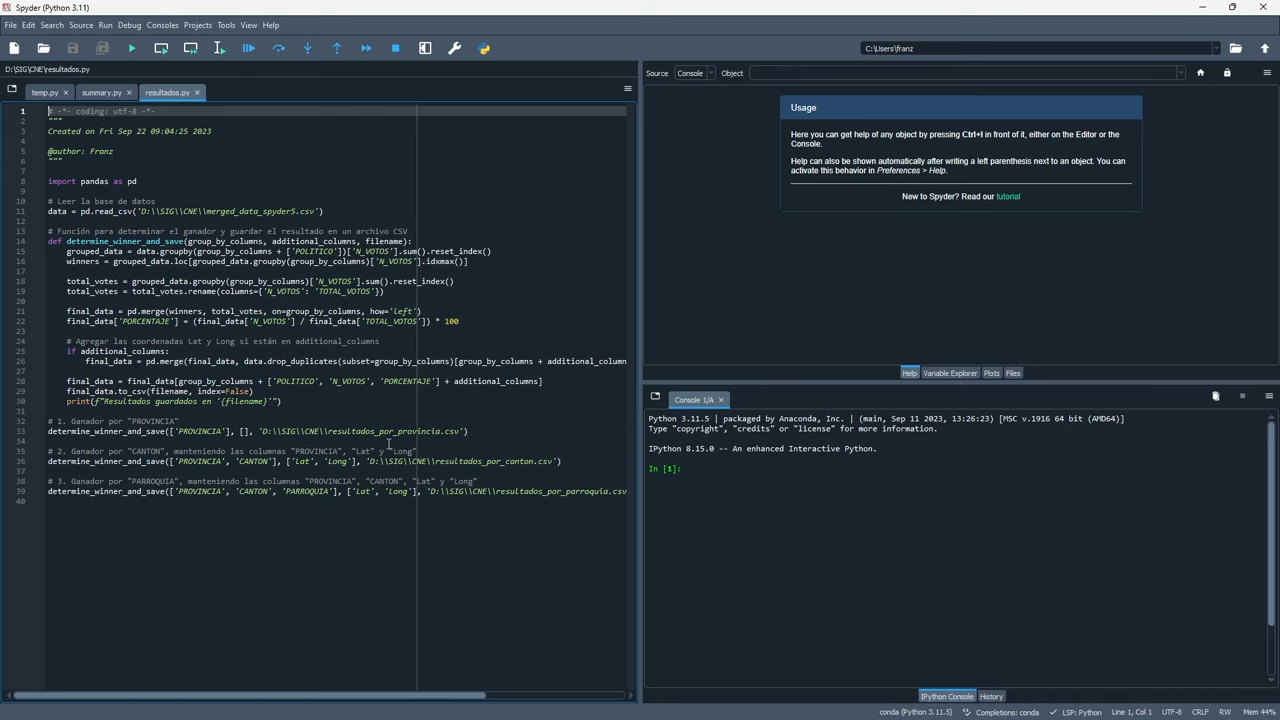 Spyder (Python 3.11)
File Edit Search Source Run Debug Consoles Projects Tools View Help
C:\Users\franz
D:\SIG\CNE\resultados.py
temp.py summary.py resultados.py
1 # -*- coding: utf-8 -*-
2 """
3 Created on Fri Sep 22 09:04:25 2023
4
5 @author: Franz
6 """
7
8 import pandas as pd
9
10 # Leer la base de datos
11 data = pd.read_csv('D:\\SIG\\CNE\\merged_data_spyder5.csv')
12
13 # Función para determinar el ganador y guardar el resultado en un archivo CSV
14 def determine_winner_and_save(group_by_columns, additional_columns, filename):
15 grouped_data = data.groupby(group_by_columns + ['POLITICO'])['N_VOTOS'].sum().reset_index()
16 winners = grouped_data.loc[grouped_data.groupby(group_by_columns)['N_VOTOS'].idxmax()]
17
18 total_votes = grouped_data.groupby(group_by_columns)['N_VOTOS'].sum().reset_index()
19 total_votes = total_votes.rename(columns={'N_VOTOS': 'TOTAL_VOTOS'})
20
21 final_data = pd.merge(winners, total_votes, on=group_by_columns, how='left')
22 final_data['PORCENTAJE'] = (final_data['N_VOTOS'] / final_data['TOTAL_VOTOS']) * 100
23
24 # Agregar las coordenadas Lat y Long si están en additional_columns
25 if additional_columns:
26 final_data = pd.merge(final_data, data.drop_duplicates(subset=group_by_columns)[group_by_columns + additional_colum
27
28 final_data = final_data[group_by_columns + ['POLITICO', 'N_VOTOS', 'PORCENTAJE'] + additional_columns]
29 final_data.to_csv(filename, index=False)
30 print(f"Resultados guardados en '{filename}'")
31
32 # 1. Ganador por "PROVINCIA"
33 determine_winner_and_save(['PROVINCIA'], [], 'D:\\SIG\\CNE\\resultados_por_provincia.csv')
34
35 # 2. Ganador por "CANTON", manteniendo las columnas "PROVINCIA", "Lat" y "Long"
36 determine_winner_and_save(['PROVINCIA', 'CANTON'], ['Lat', 'Long'], 'D:\\SIG\\CNE\\resultados_por_canton.csv')
37
38 # 3. Ganador por "PARROQUIA", manteniendo las columnas "PROVINCIA", "CANTON", "Lat" y "Long"
39 determine_winner_and_save(['PROVINCIA', 'CANTON', 'PARROQUIA'], ['Lat', 'Long'], 'D:\\SIG\\CNE\\resultados_por_parroquia.csv
40
Source Console Object
Usage
Here you can get help of any object by pressing Ctrl+I in front of it, either on the Editor or the
Console.
Help can also be shown automatically after writing a left parenthesis next to an object. You can
activate this behavior in Preferences > Help.
New to Spyder? Read our tutorial
Help Variable Explorer Plots Files
Console 1/A
Python 3.11.5 | packaged by Anaconda, Inc. | (main, Sep 11 2023, 13:26:23) [MSC v.1916 64 bit (AMD64)]
Type "copyright", "credits" or "license" for more information.
IPython 8.15.0 -- An enhanced Interactive Python.
In [1]:
IPython Console History
conda (Python 3.11.5) Completions: conda LSP: Python Line 1, Col 1 UTF-8 CRLF RW Mem 44%